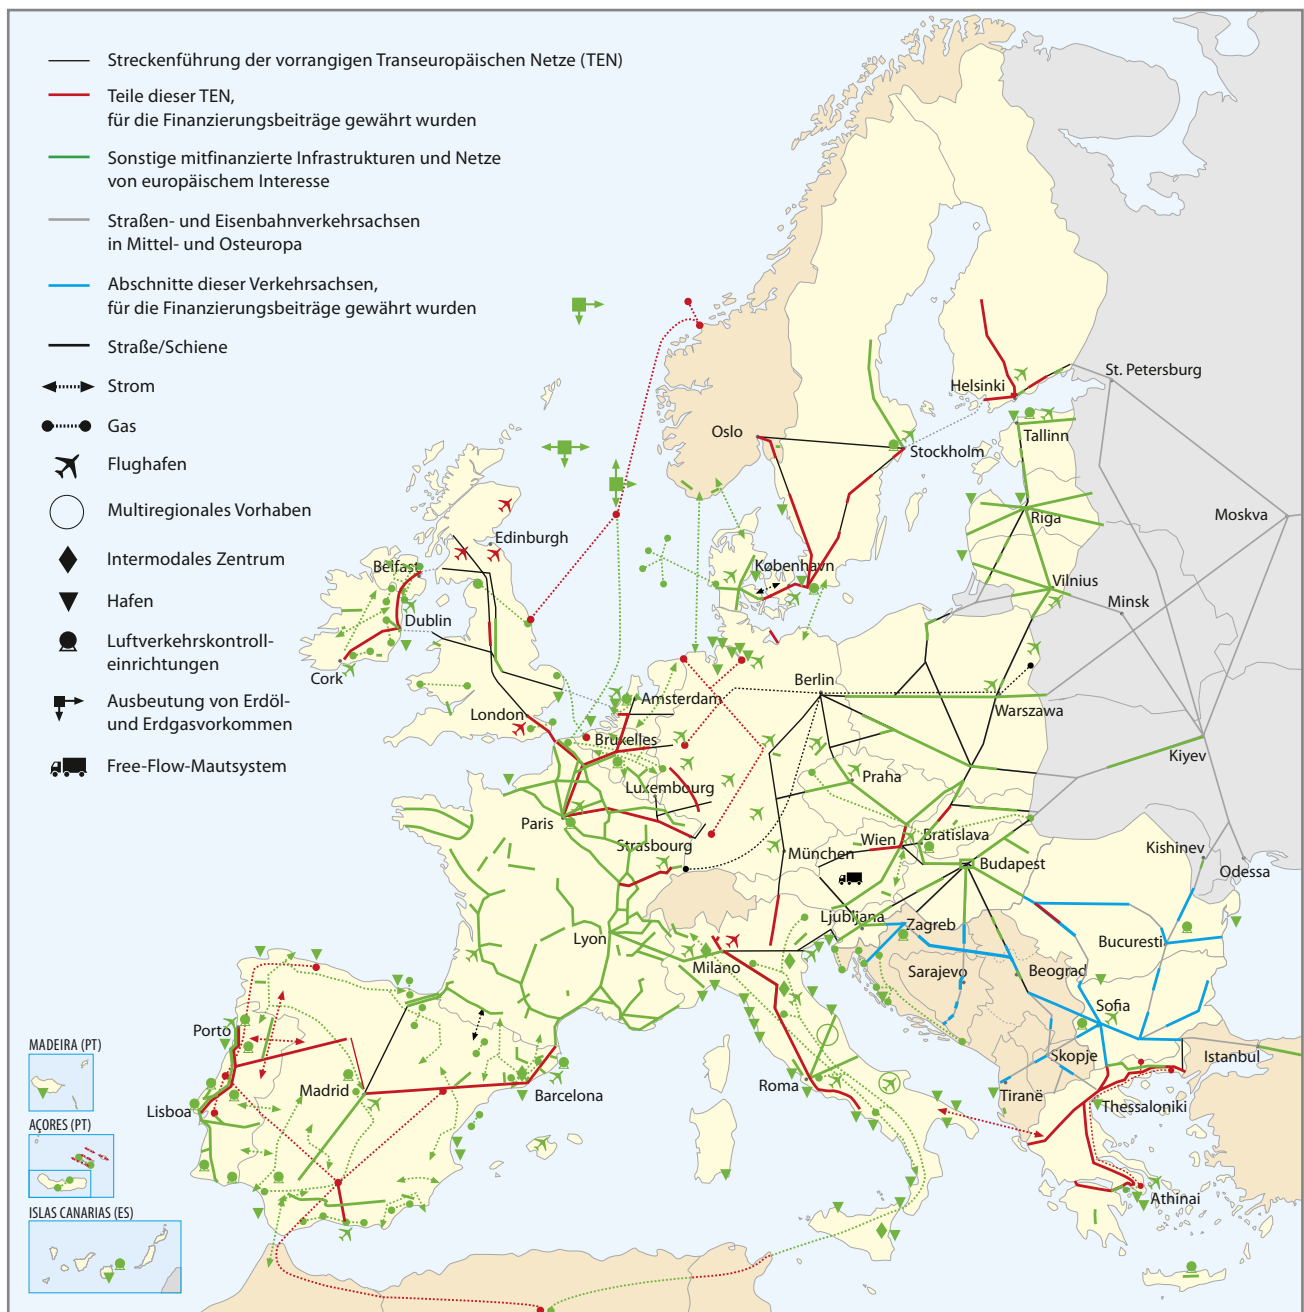 Streckenführung der vorrangigen Transeuropäischen Netze (TEN)
Teile dieser TEN,
für die Finanzierungsbeiträge gewährt wurden
Sonstige mitfinanzierte Infrastrukturen und Netze
von europäischem Interesse
Straßen- und Eisenbahnverkehrsachsen
in Mittel- und Osteuropa
Abschnitte dieser Verkehrsachsen,
für die Finanzierungsbeiträge gewährt wurden
Straße/Schiene
Strom
Gas
Flughafen
Multiregionales Vorhaben
Intermodales Zentrum
Hafen
Luftverkehrskontroll-
einrichtungen
Ausbeutung von Erdöl-
und Erdgasvorkommen
Free-Flow-Mautsystem
St. Petersburg
Helsinki
Oslo
Tallinn
Stockholm
Moskva
Riga
Edinburgh
Belfast
København
Vilnius
Minsk
Dublin
Cork
Berlin
Amsterdam
Warszawa
London
Bruxelles
Kiyev
Praha
Luxembourg
Paris
Wien
Bratislava
Strasbourg
München
Kishinev
Budapest
Odessa
Ljubljana
Zagreb
Lyon
Bucuresti
Milano
Sarajevo
Beograd
Sofia
Porto
MADEIRA (PT)
Skopje
Istanbul
Roma
Madrid
Barcelona
Tiranë
Lisboa
Thessaloniki
AÇORES (PT)
Athinai
ISLAS CANARIAS (ES)